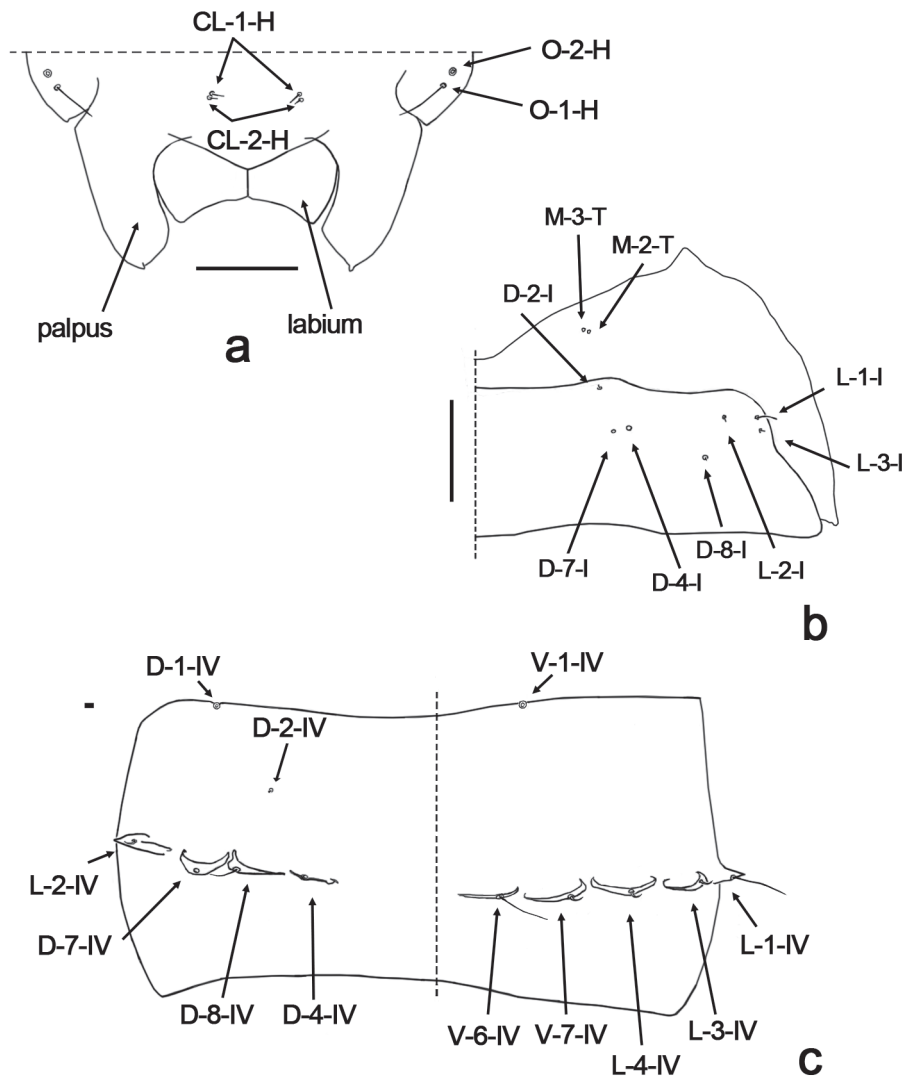 CL-1-H
O-2-H
O-1-H
CL-2-H
palpus
labium
a
M-3-T
M-2-T
D-2-I
L-1-I
L-3-I
D-7-I
D-4-I
D-8-I
L-2-I
b
D-1-IV
V-1-IV
D-2-IV
L-2-IV
D-7-IV
D-8-IV
D-4-IV
V-6-IV
V-7-IV
L-4-IV
L-3-IV
L-1-IV
c